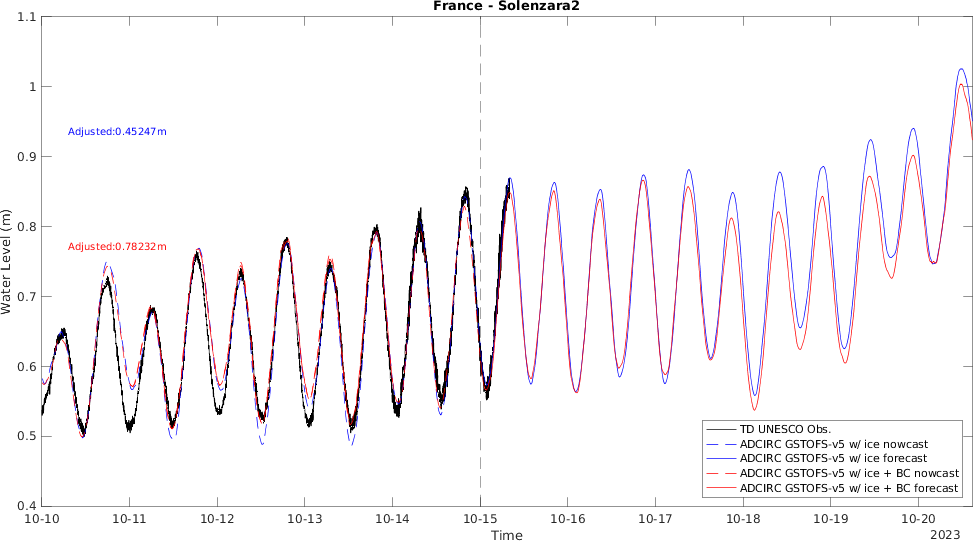 France - Solenzara2
1.1
1
0.9
0.8
0.7
0.6
0.5
0.4
Water Level (m)
Adjusted:0.45247m
Adjusted:0.78232m
TD UNESCO Obs.
ADCIRC GSTOFS-v5 w/ ice nowcast
ADCIRC GSTOFS-v5 w/ ice forecast
ADCIRC GSTOFS-v5 w/ ice + BC nowcast
ADCIRC GSTOFS-v5 w/ ice + BC forecast
10-10 10-11 10-12 10-13 10-14 10-15 10-16 10-17 10-18 10-19 10-20
2023
Time